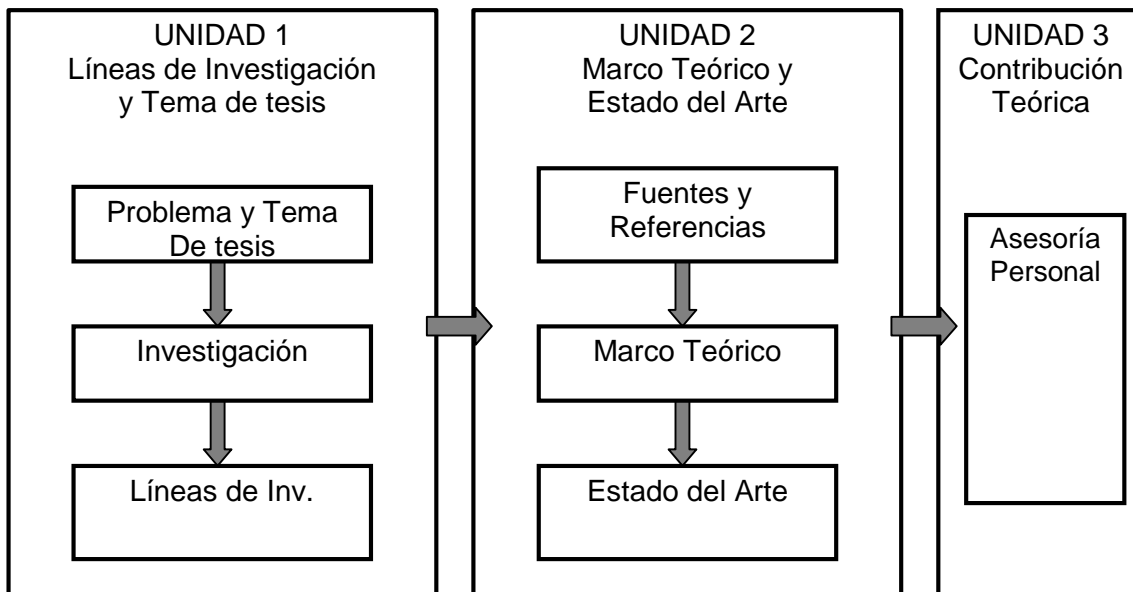 UNIDAD 1
Líneas de Investigación
y Tema de tesis
Problema y Tema
De tesis
Investigación
Líneas de Inv.
UNIDAD 2
Marco Teórico y
Estado del Arte
Fuentes y
Referencias
Marco Teórico
Estado del Arte
UNIDAD 3
Contribución
Teórica
Asesoría
Personal